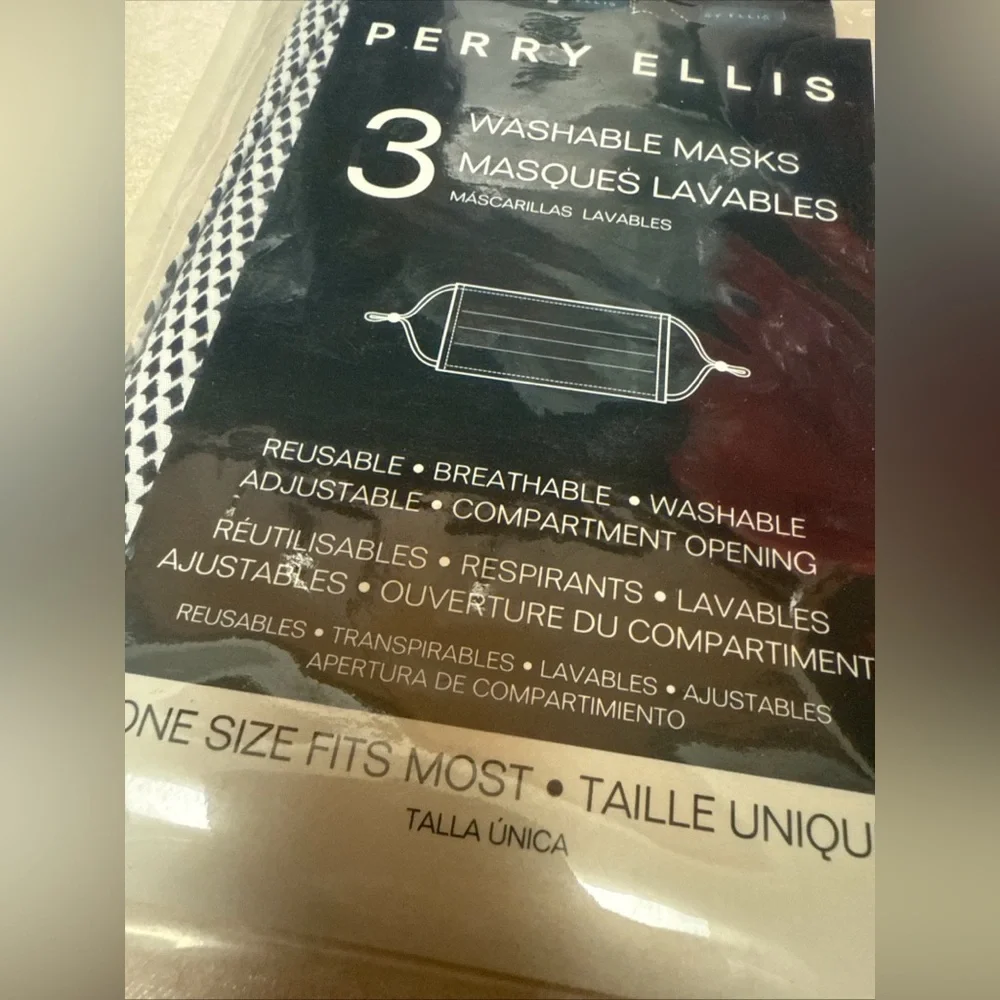 PERRY ELLIS
3
WASHABLE MASKS
MASQUES LAVABLES
MASCARILLAS LAVABLES
REUSABLE • BREATHABLE • WASHABLE
ADJUSTABLE • COMPARTMENT OPENING
RÉUTILISABLES • RESPIRANTS • LAVABLES
AJUSTABLES • OUVERTURE DU COMPARTIMENT
REUSABLES • TRANSPIRABLES • LAVABLES • AJUSTABLES
APERTURA DE COMPARTIMIENTO
ONE SIZE FITS MOST • TAILLE UNIQU
TALLA ÚNICA